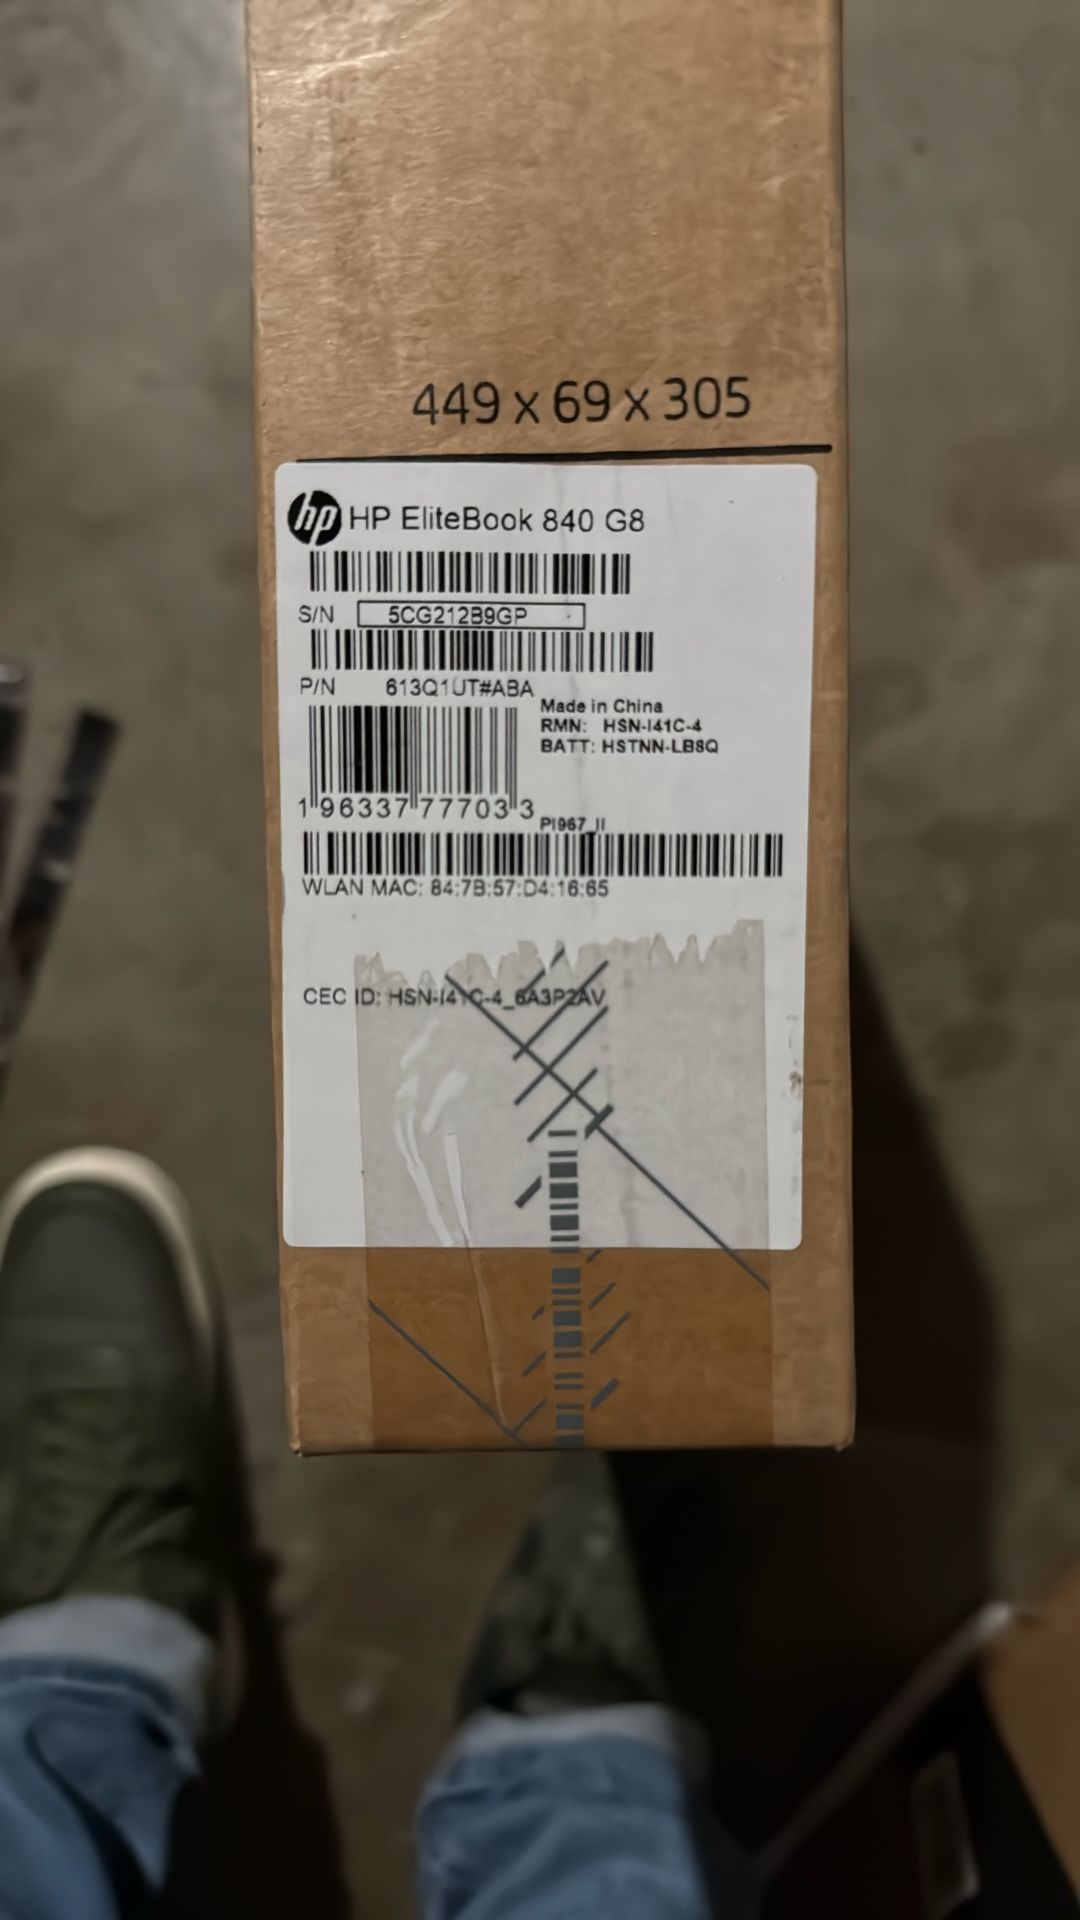 449 x 69 x 305
hp HP EliteBook 840 G8
S/N 5CG212B9GP
P/N 613Q1UT#ABA
Made in China
RMN: HSN-I41C-4
BATT: HSTNN-LB8Q
1 96337 77703 3
PI967_II
WLAN MAC: 84:7B:57:D4:16:65
CEC ID: HSN-I41C-4_6A3P2AV